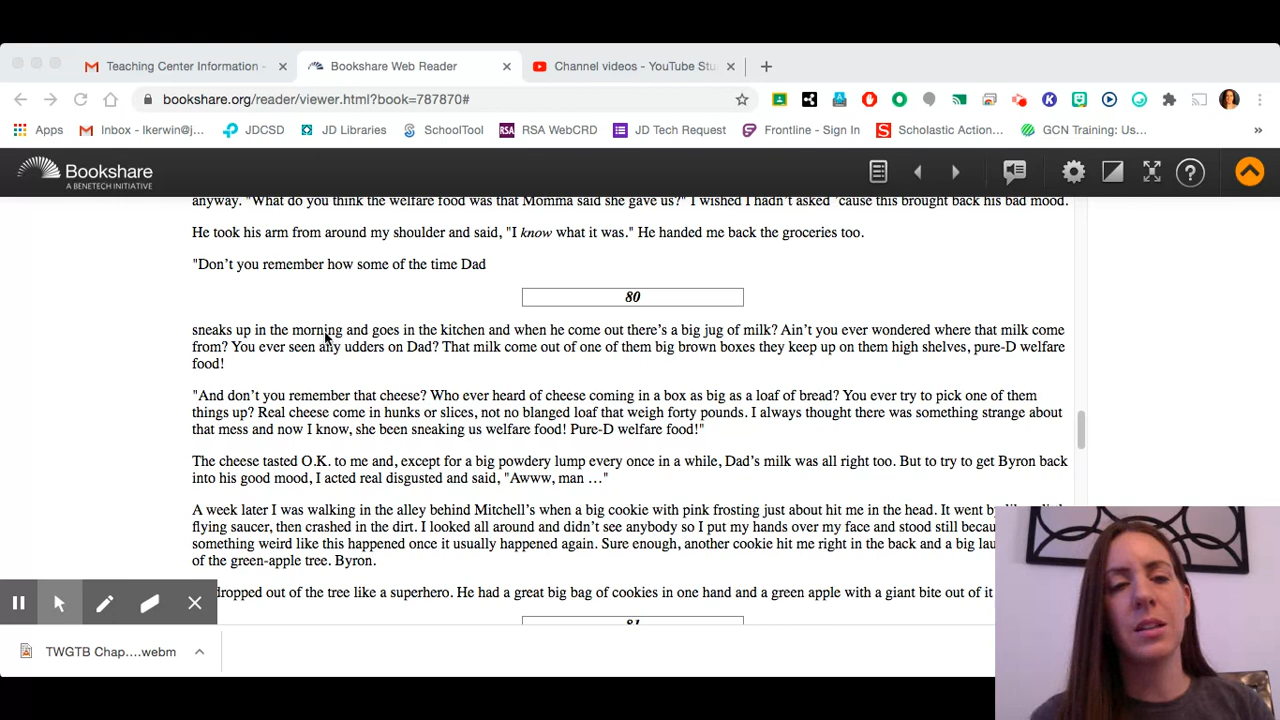 Teaching Center Information -
Bookshare Web Reader
Channel videos - YouTube Stu
bookshare.org/reader/viewer.html?book=787870#
Apps
Inbox - lkerwin@j...
JDCSD
JD Libraries
SchoolTool
RSA WebCRD
JD Tech Request
Frontline - Sign In
Scholastic Action...
GCN Training: Us...
»
Bookshare
A BENETECH INITIATIVE
anyway. "What do you think the welfare food was that Momma said she gave us?" I wished I hadn't asked 'cause this brought back his bad mood.
He took his arm from around my shoulder and said, "I know what it was." He handed me back the groceries too.
"Don't you remember how some of the time Dad
80
sneaks up in the morning and goes in the kitchen and when he come out there's a big jug of milk? Ain't you ever wondered where that milk come
from? You ever seen any udders on Dad? That milk come out of one of them big brown boxes they keep up on them high shelves, pure-D welfare
food!
"And don't you remember that cheese? Who ever heard of cheese coming in a box as big as a loaf of bread? You ever try to pick one of them
things up? Real cheese come in hunks or slices, not no blanged loaf that weigh forty pounds. I always thought there was something strange about
that mess and now I know, she been sneaking us welfare food! Pure-D welfare food!"
The cheese tasted O.K. to me and, except for a big powdery lump every once in a while, Dad's milk was all right too. But to try to get Byron back
into his good mood, I acted real disgusted and said, "Awww, man …"
A week later I was walking in the alley behind Mitchell's when a big cookie with pink frosting just about hit me in the head. It went by
flying saucer, then crashed in the dirt. I looked all around and didn't see anybody so I put my hands over my face and stood still
something weird like this happened once it usually happened again. Sure enough, another cookie hit me right in the back and a big
of the green-apple tree. Byron.
dropped out of the tree like a superhero. He had a great big bag of cookies in one hand and a green apple with a giant bite out of it
81
TWGTB Chap....webm